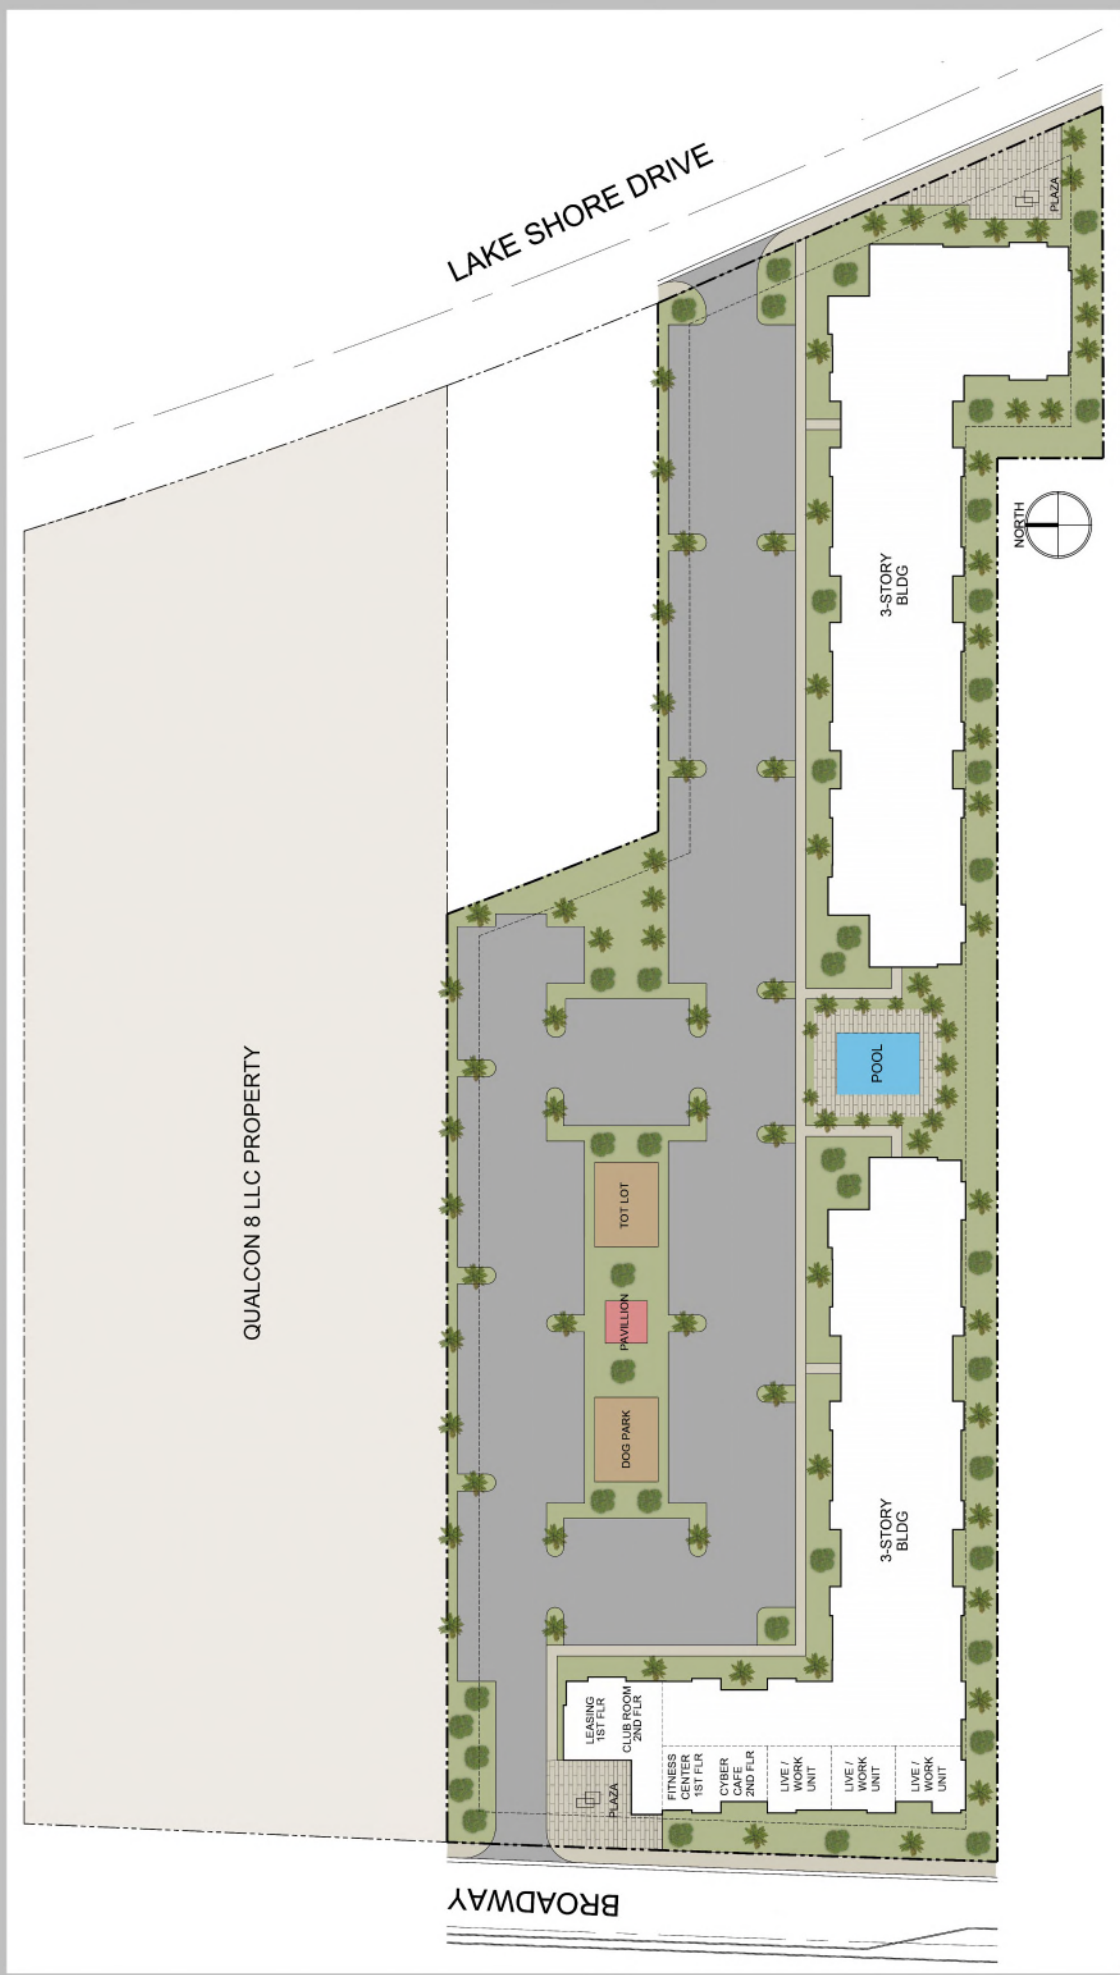 LAKE SHORE DRIVE
PLAZA
NORTH
3-STORY
BLDG
POOL
QUALCON 8 LLC PROPERTY
TOT LOT
PAVILLION
DOG PARK
3-STORY
BLDG
LEASING
1ST FLR
CLUB ROOM
2ND FLR
FITNESS
CENTER
1ST FLR
CYBER
CAFE
2ND FLR
LIVE /
WORK
UNIT
LIVE /
WORK
UNIT
LIVE /
WORK
UNIT
PLAZA
BROADWAY